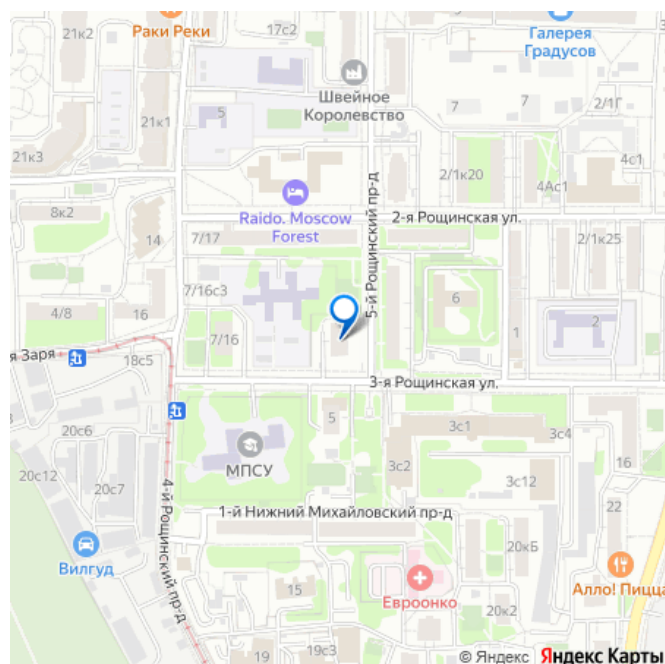 21к2
Раки Реки
17с2
Галерея
Градусов
Швейное
Королевство
7
7
2/1Г
5
21к1
21к3
2/1к20
4с1
4Ас1
8к2
Raido. Moscow
Forest
5-й Рощинский пр-д
2-я Рощинская ул.
14
7/17
2/1к25
7/16с3
6
4/8
16
7/16
1
2
я Заря
18с5
3-я Рощинская ул.
20с6
5
3с1
3с4
МПСУ
3с2
16
20с12
20с7
3с12
4-й Рощинский пр-д
1-й Нижний Михайловский пр-д
22
20кБ
Вилгуд
15
Евроонко
Алло! Пицца
20к2
© Яндекс Яндекс Карты